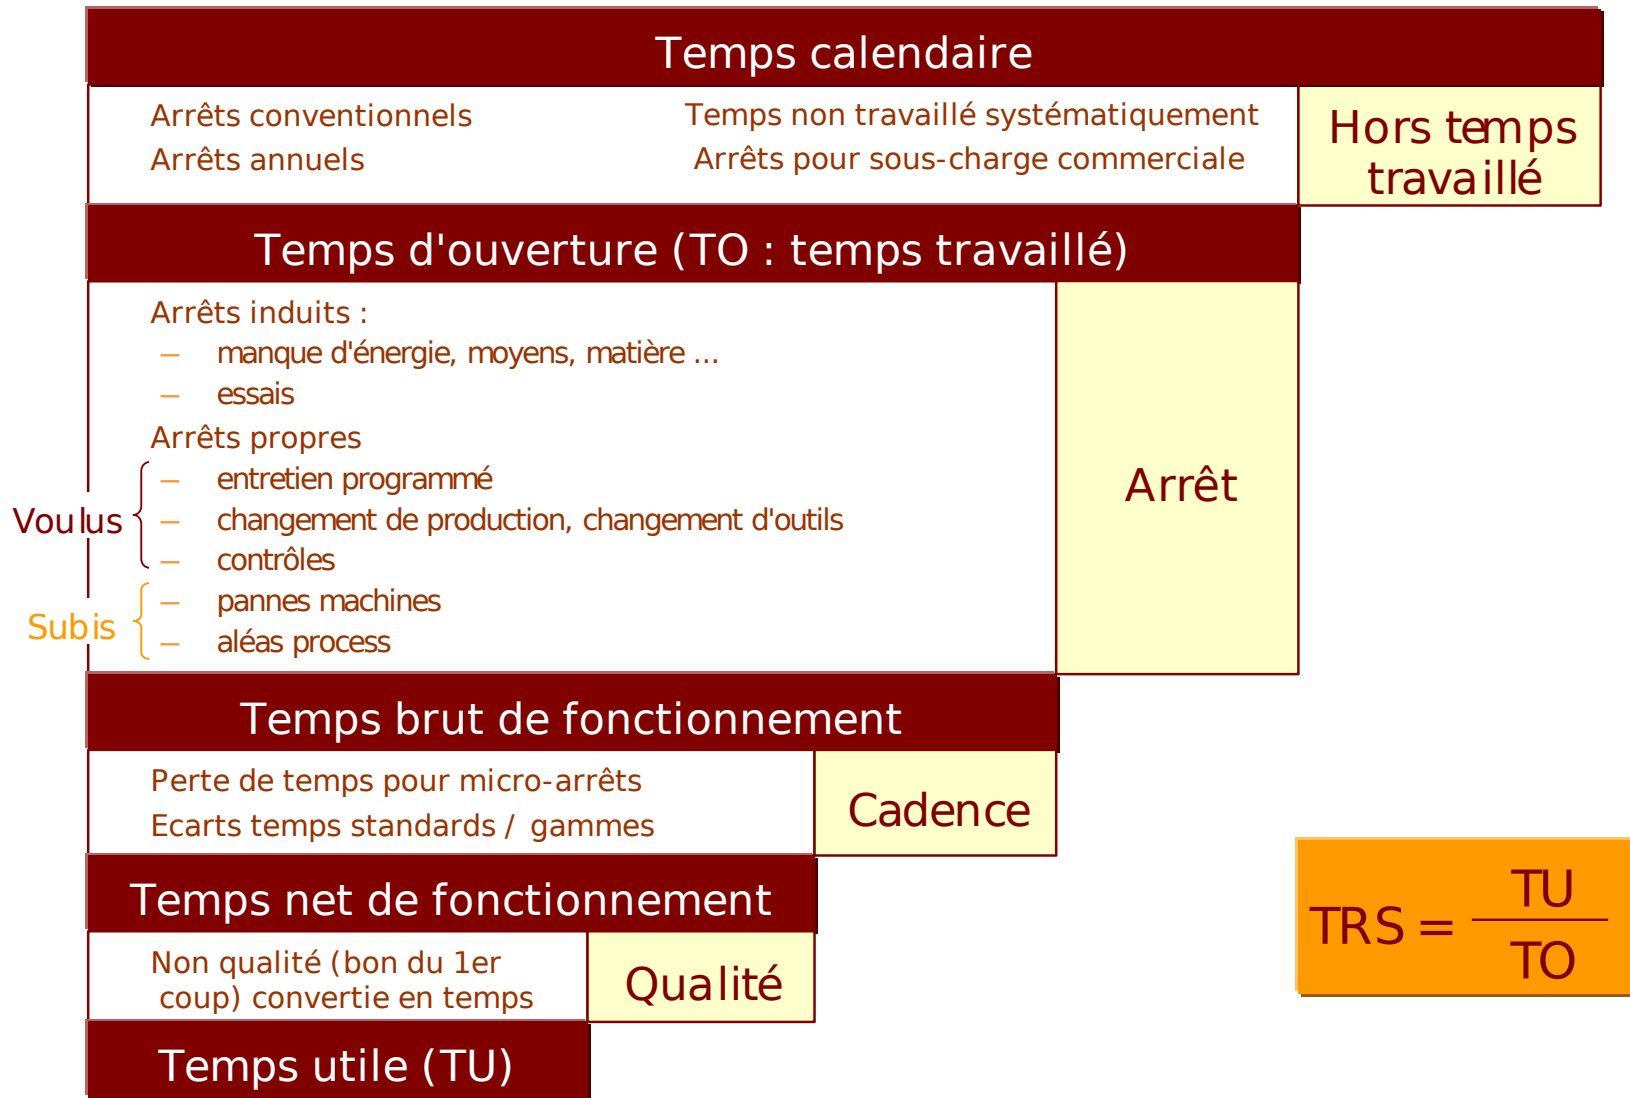 Temps calendaire
Arrêts conventionnels
Temps non travaillé systématiquement
Arrêts annuels
Arrêts pour sous-charge commerciale
Hors temps
travaillé
Temps d'ouverture (TO : temps travaillé)
Arrêts induits :
– manque d'énergie, moyens, matière ...
– essais
Arrêts propres
Voulus
– entretien programmé
– changement de production, changement d'outils
– contrôles
Subis
– pannes machines
– aléas process
Arrêt
Temps brut de fonctionnement
Perte de temps pour micro-arrêts
Ecarts temps standards / gammes
Cadence
Temps net de fonctionnement
Non qualité (bon du 1er
coup) convertie en temps
Qualité
Temps utile (TU)
TRS = TU
TO